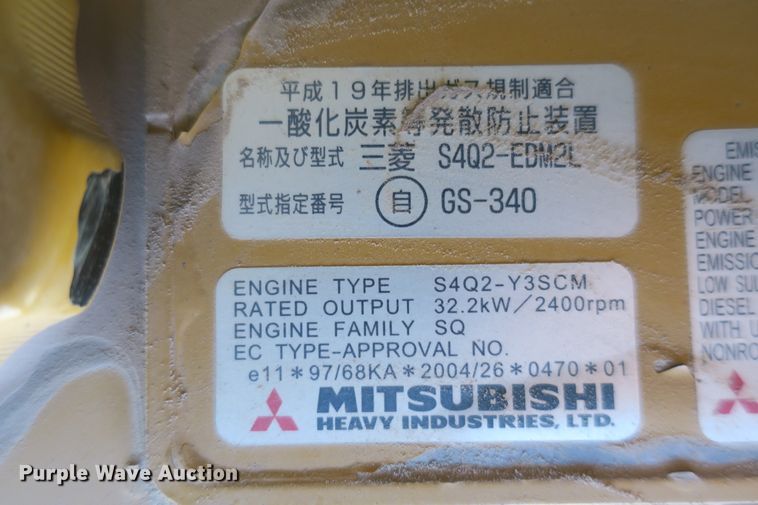 平成19年排出ガス規制適合
一酸化炭素等発散防止装置
名称及び型式 三菱 S4Q2-EDM2L
型式指定番号 自 GS-340
ENGINE TYPE S4Q2-Y3SCM
RATED OUTPUT 32.2kW/2400rpm
ENGINE FAMILY SQ
EC TYPE-APPROVAL NO.
e11*97/68KA*2004/26*0470*01
MITSUBISHI
HEAVY INDUSTRIES, LTD.
ENGINE
MODEL
POWER
ENGINE
DIESEL
WITH
Purple Wave Auction